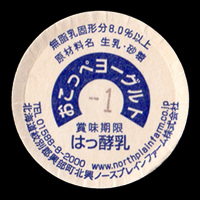 無脂乳固形分8.0%以上
原材料名 生乳・砂糖
おこっぺヨーグルト
-1
賞味期限
はっ酵乳
www.northplainfarm.co.jp
TEL 01588-8-2000
北海道紋別郡興部町北興ノースプレインファーム株式会社